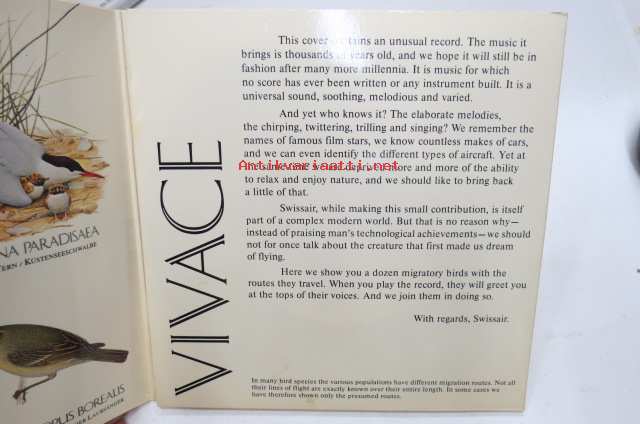 NA PARADISAEA
TERN / KÜSTENSEESCHWALBE
BOREALIS
LAUBSÄNGER
VIVACE
This cover contains an unusual record. The music it
brings is thousands of years old, and we hope it will still be in
fashion after many more millennia. It is music for which
no score has ever been written or any instrument built. It is a
universal sound, soothing, melodious and varied.
And yet who knows it? The elaborate melodies,
the chirping, twittering, trilling and singing? We remember the
names of famous film stars, we know countless makes of cars,
and we can even identify the different types of aircraft. Yet at
more and more of the ability
to relax and enjoy nature, and we should like to bring back
a little of that.
Swissair, while making this small contribution, is itself
part of a complex modern world. But that is no reason why—
instead of praising man's technological achievements—we should
not for once talk about the creature that first made us dream
of flying.
Here we show you a dozen migratory birds with the
routes they travel. When you play the record, they will greet you
at the tops of their voices. And we join them in doing so.
With regards, Swissair.
In many bird species the various populations have different migration routes. Not all
their lines of flight are exactly known over their entire length. In some cases we
have therefore shown only the presumed routes.
Antikvariaatti.net